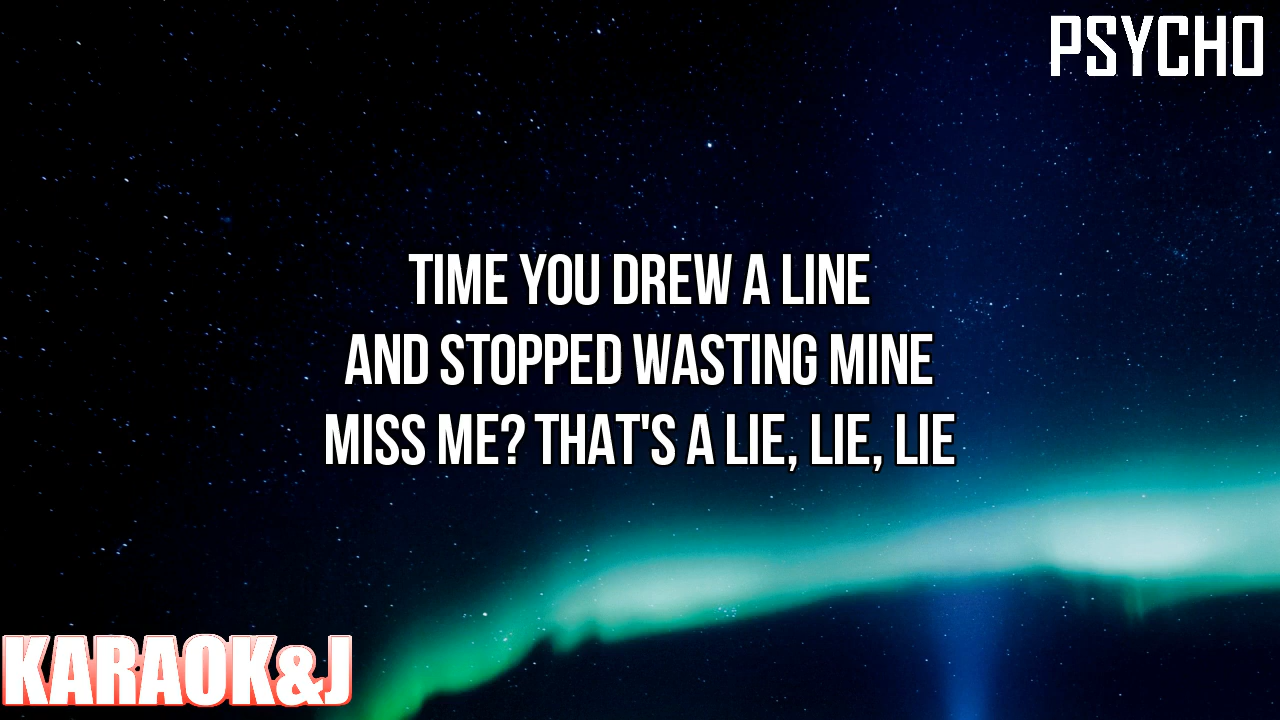 PSYCHO
TIME YOU DREW A LINE
AND STOPPED WASTING MINE
MISS ME? THAT'S A LIE, LIE, LIE
KARAOK&J